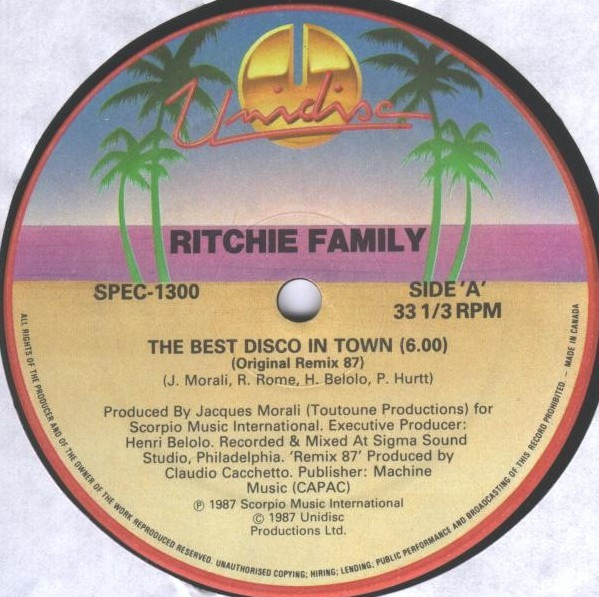 Unidisc
RITCHIE FAMILY
SPEC-1300
SIDE 'A'
33 1/3 RPM
THE BEST DISCO IN TOWN (6.00)
(Original Remix 87)
(J. Morali, R. Rome, H. Belolo, P. Hurtt)
Produced By Jacques Morali (Toutoune Productions) for
Scorpio Music International. Executive Producer:
Henri Belolo. Recorded & Mixed At Sigma Sound
Studio, Philadelphia. 'Remix 87' Produced by
Claudio Cacchetto. Publisher: Machine
Music (CAPAC)
℗ 1987 Scorpio Music International
© 1987 Unidisc
Productions Ltd.
ALL RIGHTS OF THE PRODUCER AND OF THE OWNER OF THE WORK REPRODUCED RESERVED. UNAUTHORISED COPYING; HIRING; LENDING; PUBLIC PERFORMANCE AND BROADCASTING OF THIS RECORD PROHIBITED. – MADE IN CANADA